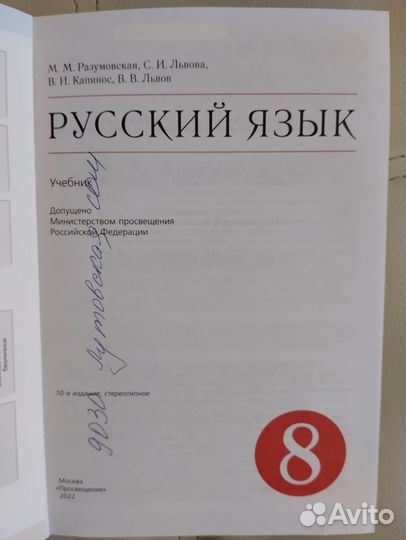 М. М. Разумовская, С. И. Львова,
В. И. Капинос, В. В. Львов
РУССКИЙ ЯЗЫК
Учебник
Допущено
Министерством просвещения
Российской Федерации
10-е издание, стереотипное
8
Москва
«Просвещение»
2022
безличное
Avito